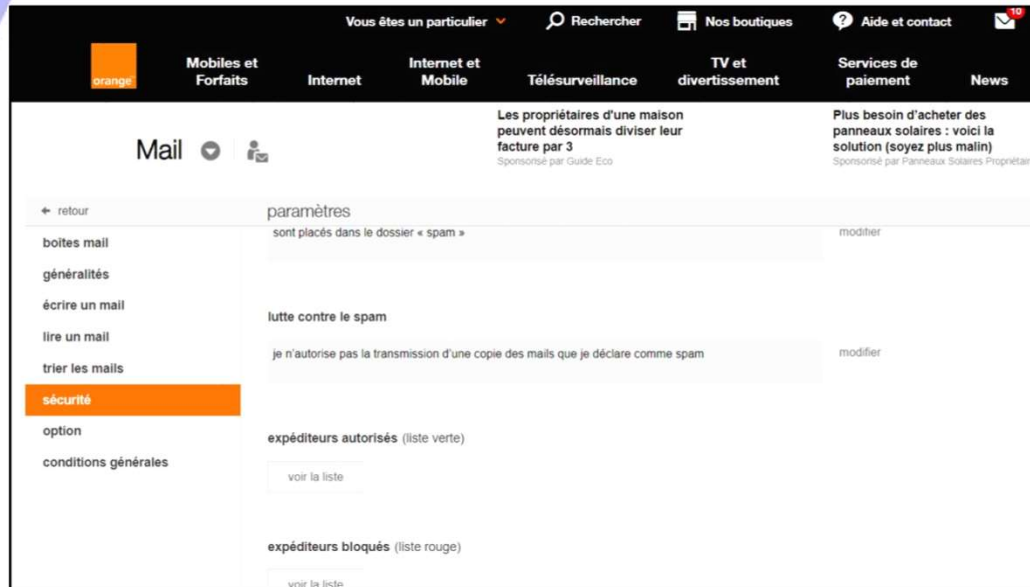 Vous êtes un particulier
Rechercher
Nos boutiques
Aide et contact
10
orange
Mobiles et
Forfaits
Internet
Internet et
Mobile
Télésurveillance
TV et
divertissement
Services de
paiement
News
Mail
Les propriétaires d'une maison
peuvent désormais diviser leur
facture par 3
Sponsorisé par Guide Eco
Plus besoin d'acheter des
panneaux solaires : voici la
solution (soyez plus malin)
Sponsorisé par Panneaux Solaires Propriétair
retour
paramètres
boîtes mail
généralités
écrire un mail
lire un mail
trier les mails
sécurité
option
conditions générales
sont placés dans le dossier « spam »
modifier
lutte contre le spam
je n'autorise pas la transmission d'une copie des mails que je déclare comme spam
modifier
expéditeurs autorisés (liste verte)
voir la liste
expéditeurs bloqués (liste rouge)
voir la liste